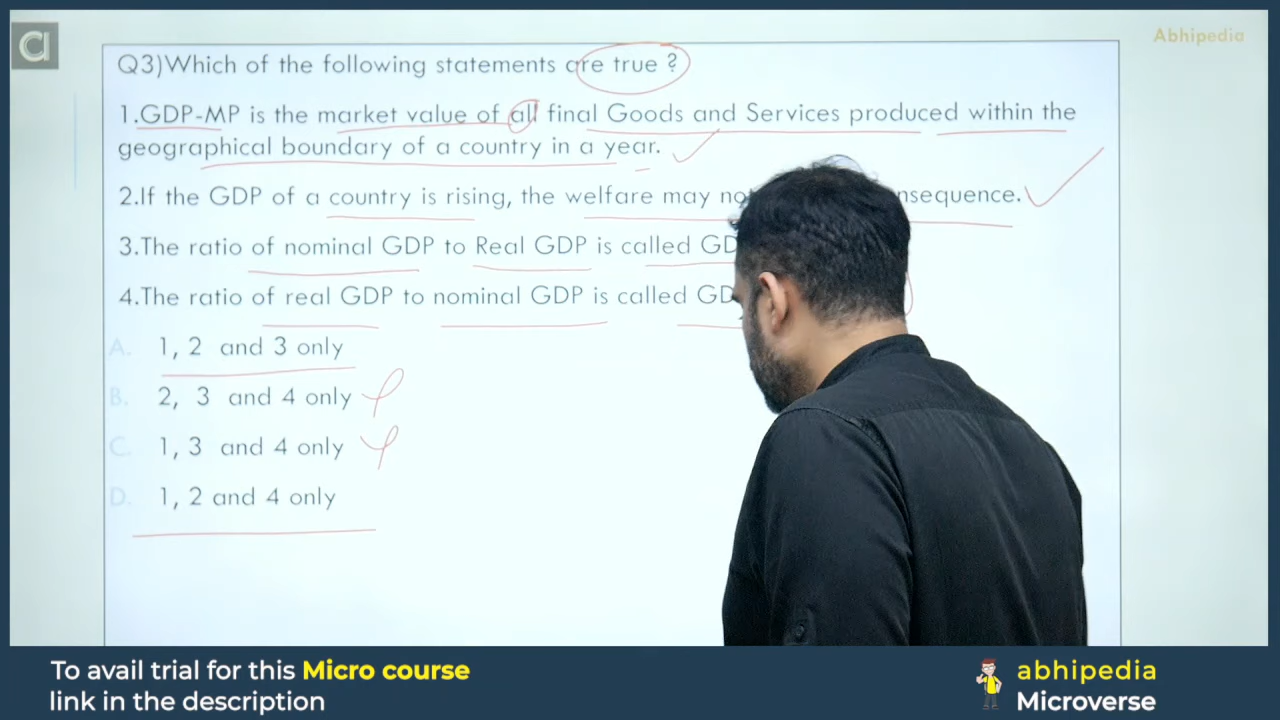 Abhipedia
Q3)Which of the following statements are true ?
1.GDP-MP is the market value of all final Goods and Services produced within the
geographical boundary of a country in a year.
2.If the GDP of a country is rising, the welfare may
3.The ratio of nominal GDP to Real GDP is called
4.The ratio of real GDP to nominal GDP is called
A. 1, 2 and 3 only
B. 2, 3 and 4 only
C. 1, 3 and 4 only
D. 1, 2 and 4 only
To avail trial for this Micro course
link in the description
abhipedia
Microverse